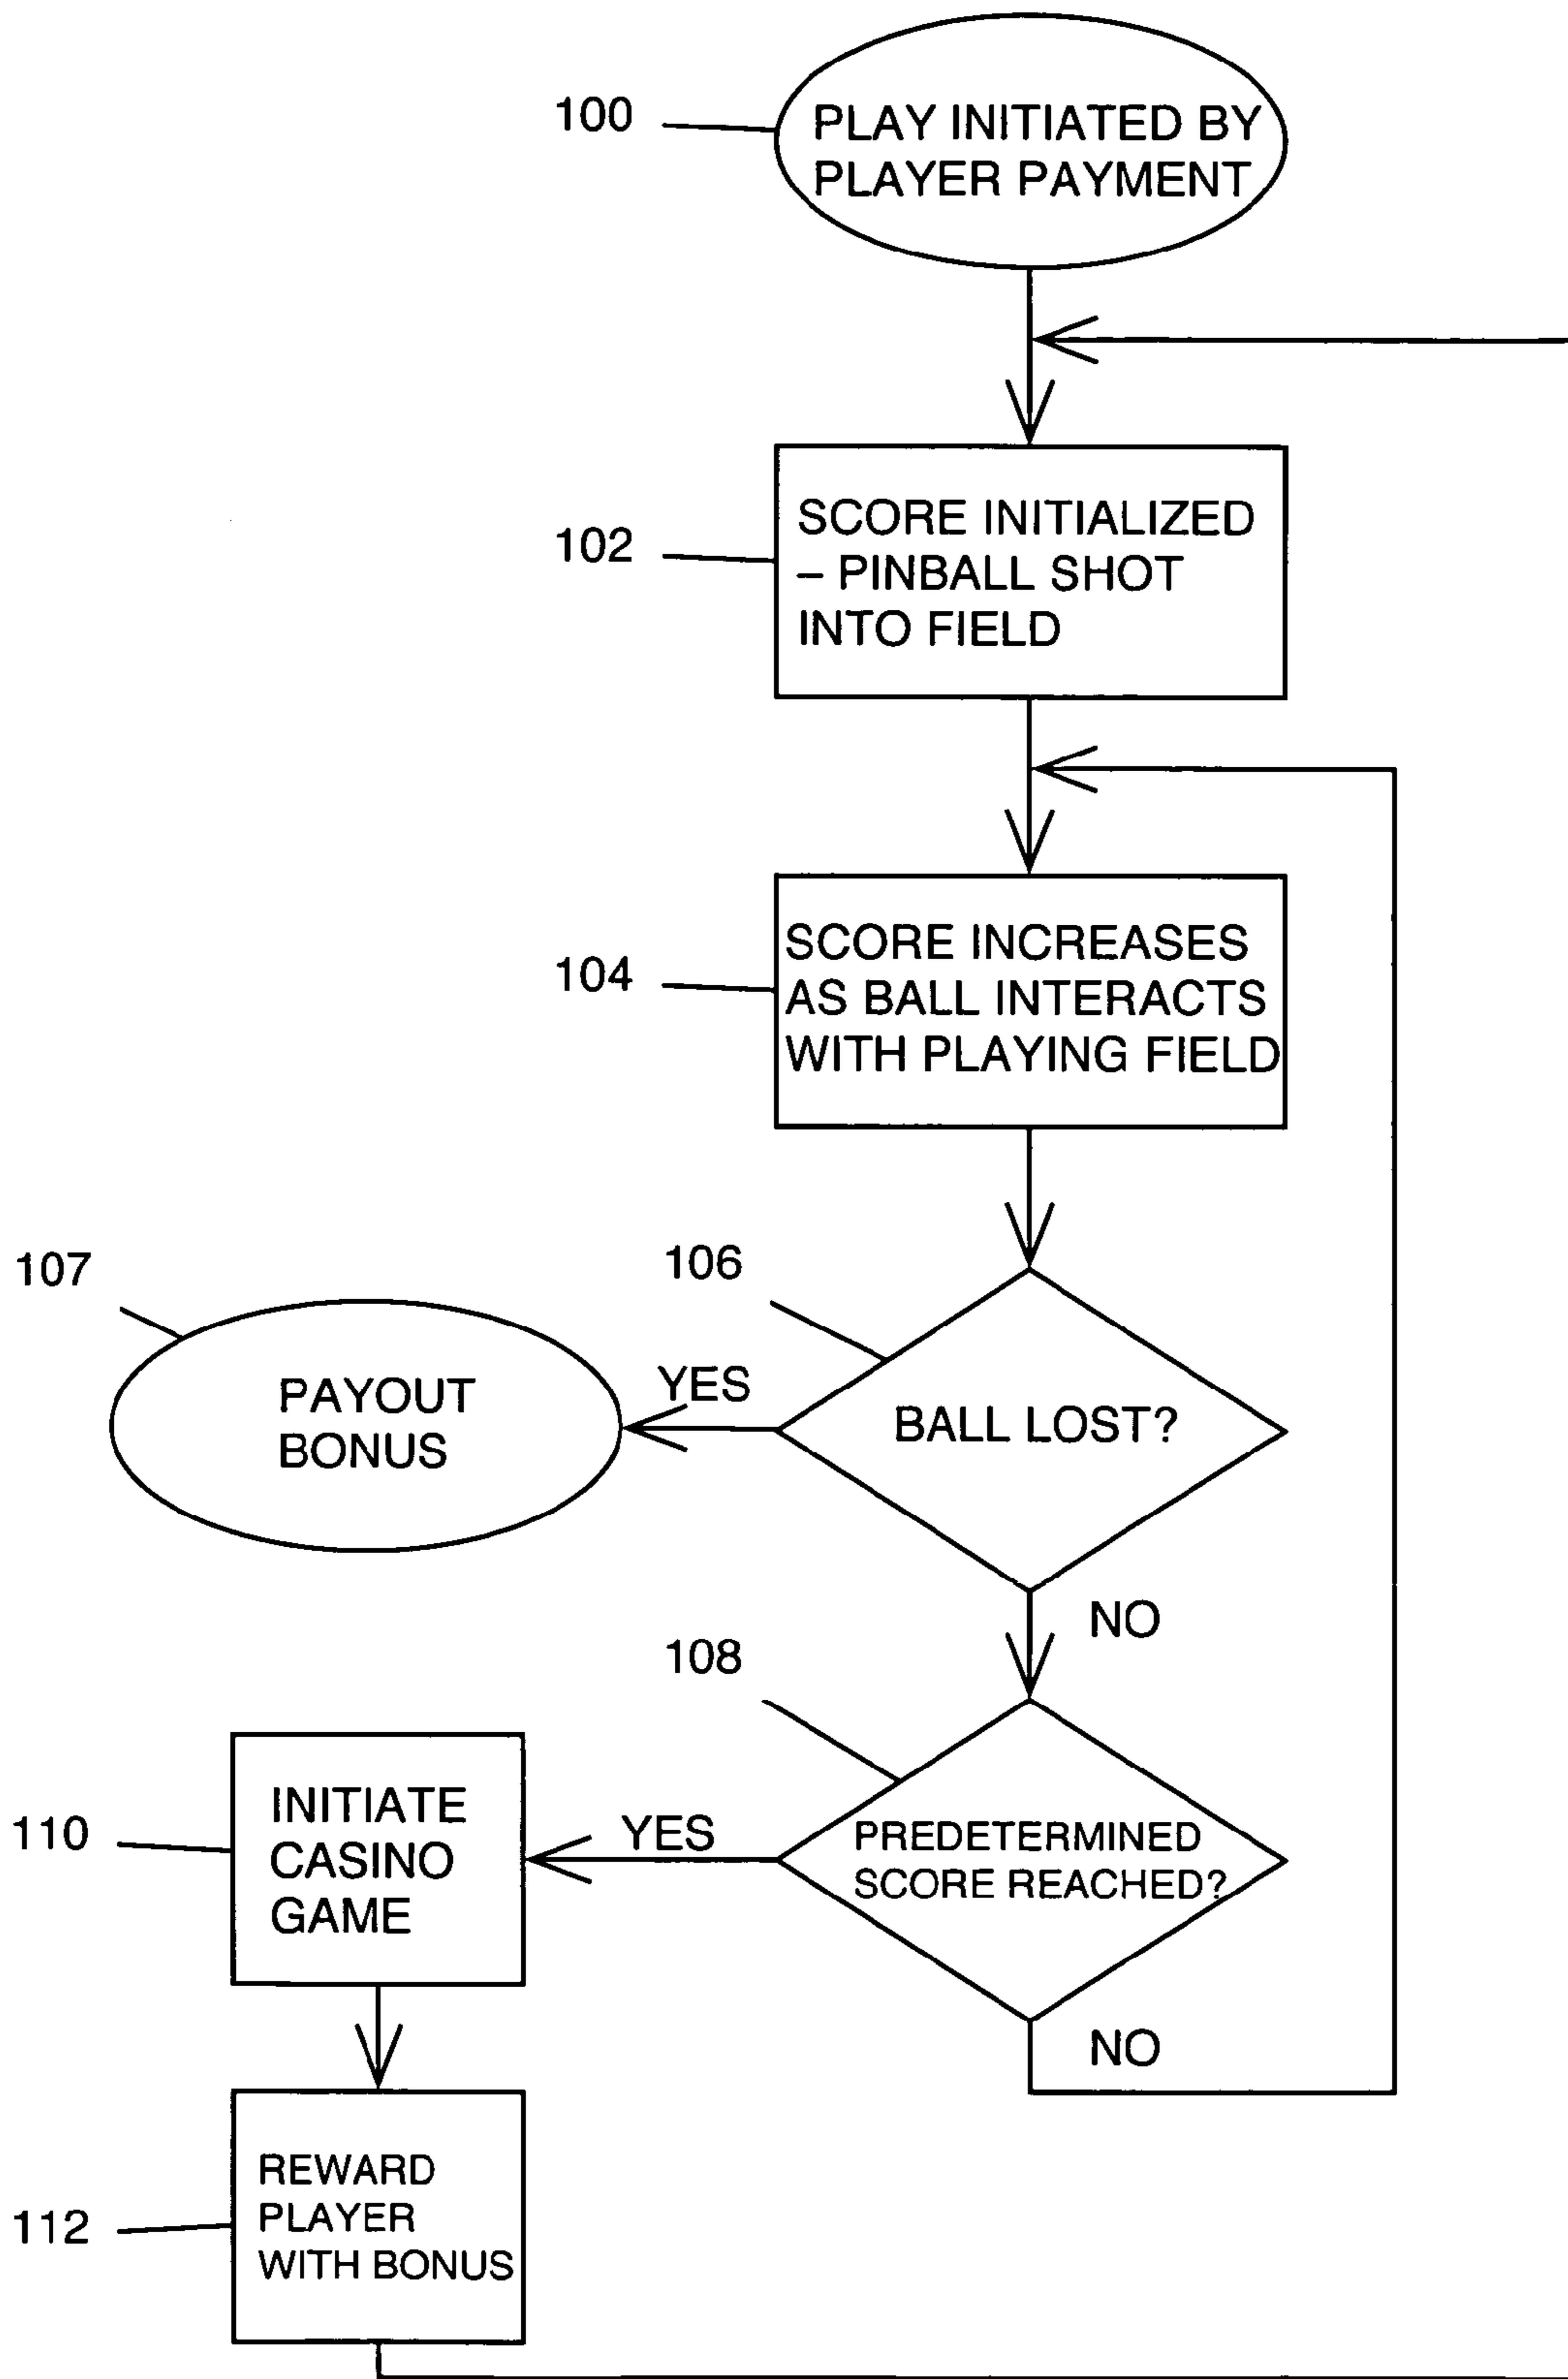 100
PLAY INITIATED BY
PLAYER PAYMENT
102
SCORE INITIALIZED
– PINBALL SHOT
INTO FIELD
104
SCORE INCREASES
AS BALL INTERACTS
WITH PLAYING FIELD
107
106
PAYOUT
BONUS
YES
BALL LOST?
NO
108
110
INITIATE
CASINO
GAME
YES
PREDETERMINED
SCORE REACHED?
NO
112
REWARD
PLAYER
WITH BONUS